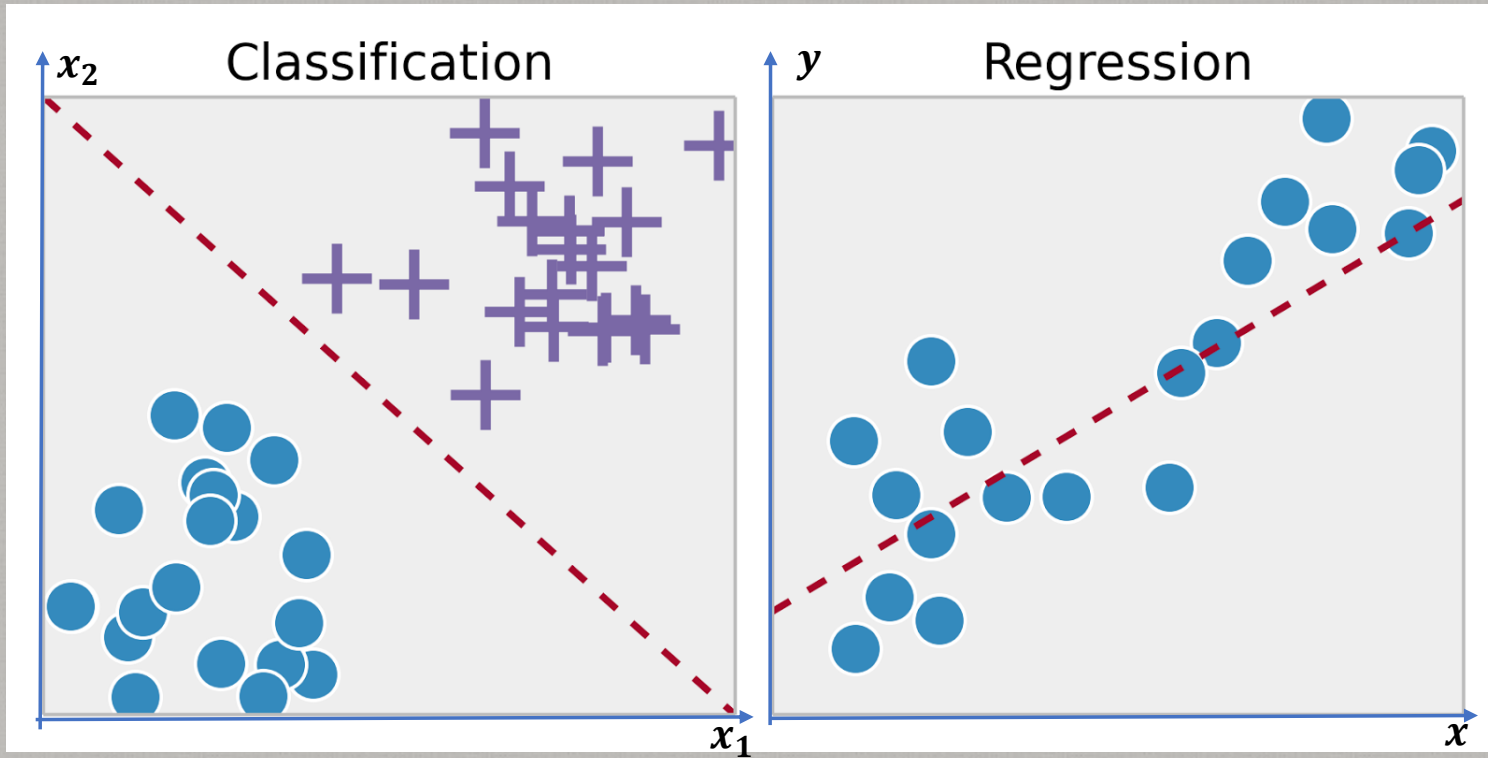 x₂
Classification
x₁
y
Regression
x